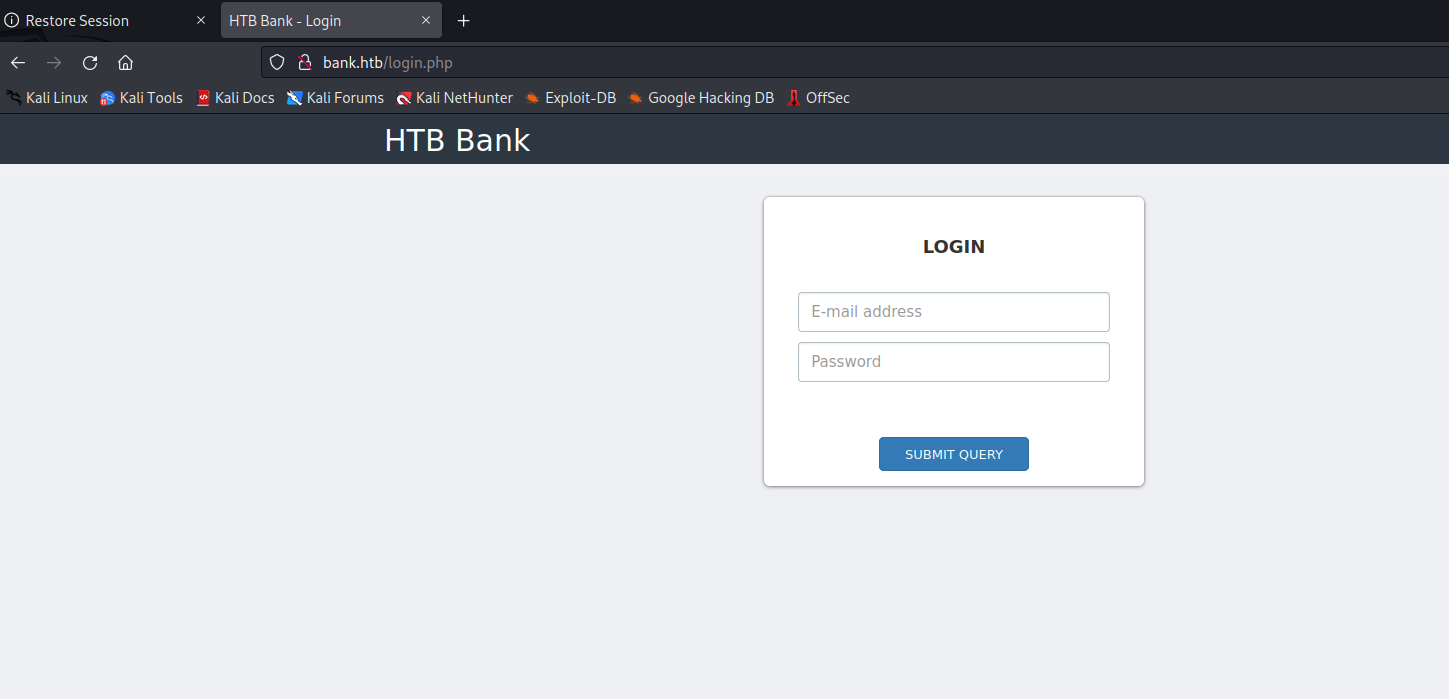 Restore Session
HTB Bank - Login
bank.htb/login.php
Kali Linux Kali Tools Kali Docs Kali Forums Kali NetHunter Exploit-DB Google Hacking DB OffSec
HTB Bank
LOGIN
E-mail address
Password
SUBMIT QUERY